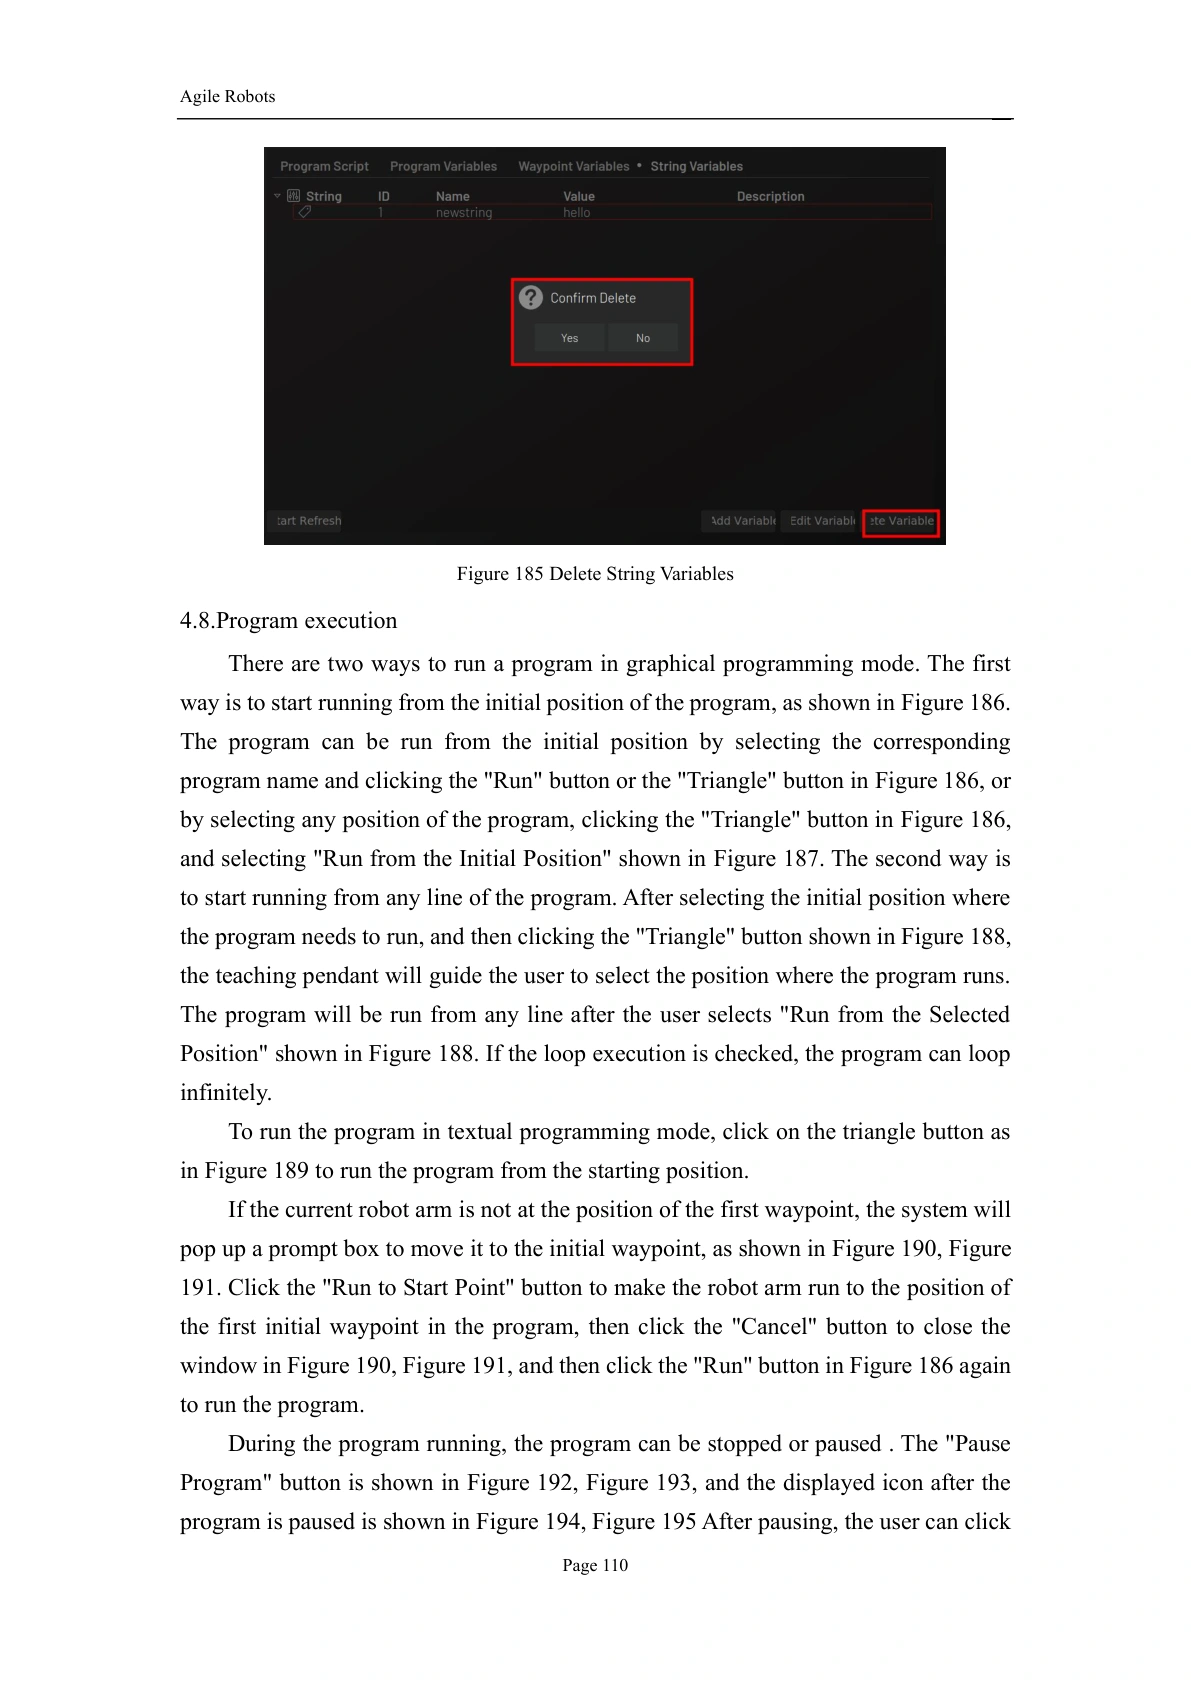 Agile Robots
Program Script Program Variables Waypoint Variables • String Variables
String ID Name Value Description
1 newstring hello
? Confirm Delete
Yes No
tart Refresh Add Variable Edit Variabl ete Variable
Figure 185 Delete String Variables
4.8.Program execution
There are two ways to run a program in graphical programming mode. The first
way is to start running from the initial position of the program, as shown in Figure 186.
The program can be run from the initial position by selecting the corresponding
program name and clicking the "Run" button or the "Triangle" button in Figure 186, or
by selecting any position of the program, clicking the "Triangle" button in Figure 186,
and selecting "Run from the Initial Position" shown in Figure 187. The second way is
to start running from any line of the program. After selecting the initial position where
the program needs to run, and then clicking the "Triangle" button shown in Figure 188,
the teaching pendant will guide the user to select the position where the program runs.
The program will be run from any line after the user selects "Run from the Selected
Position" shown in Figure 188. If the loop execution is checked, the program can loop
infinitely.
To run the program in textual programming mode, click on the triangle button as
in Figure 189 to run the program from the starting position.
If the current robot arm is not at the position of the first waypoint, the system will
pop up a prompt box to move it to the initial waypoint, as shown in Figure 190, Figure
191. Click the "Run to Start Point" button to make the robot arm run to the position of
the first initial waypoint in the program, then click the "Cancel" button to close the
window in Figure 190, Figure 191, and then click the "Run" button in Figure 186 again
to run the program.
During the program running, the program can be stopped or paused . The "Pause
Program" button is shown in Figure 192, Figure 193, and the displayed icon after the
program is paused is shown in Figure 194, Figure 195 After pausing, the user can click
Page 110